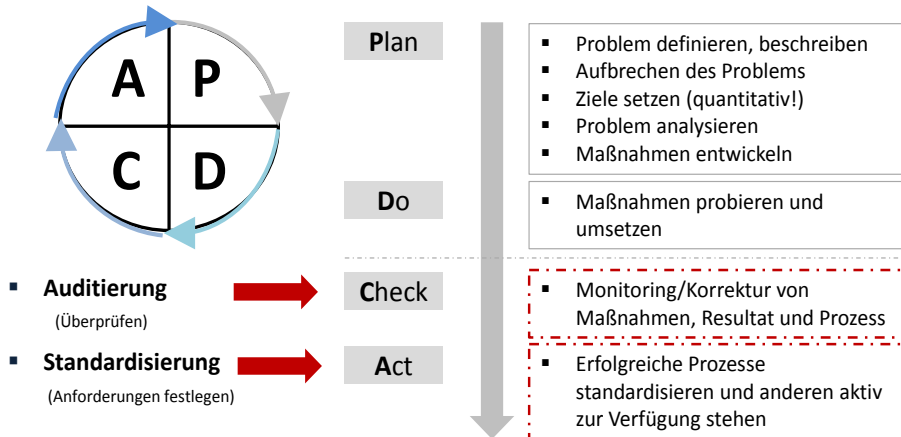 A P
C D
Plan
▪ Problem definieren, beschreiben
▪ Aufbrechen des Problems
▪ Ziele setzen (quantitativ!)
▪ Problem analysieren
▪ Maßnahmen entwickeln
Do
▪ Maßnahmen probieren und
umsetzen
▪ Auditierung
(Überprüfen)
Check
▪ Monitoring/Korrektur von
Maßnahmen, Resultat und Prozess
▪ Standardisierung
(Anforderungen festlegen)
Act
▪ Erfolgreiche Prozesse
standardisieren und anderen aktiv
zur Verfügung stehen